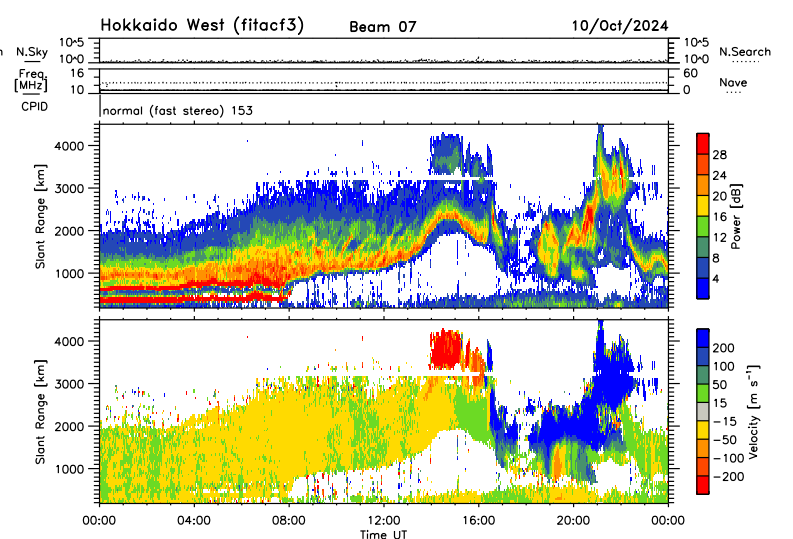 Hokkaido West (fitacf3) Beam 07 10/Oct/2024
N.Sky 10^5 10^0 10^5 10^0 N.Search
Freq. [MHz] 16 10 60 0 Nave
CPID normal (fast stereo) 153
Slant Range [km]
4000
3000
2000
1000
28
24
20
16
12
8
4
Power [dB]
Slant Range [km]
4000
3000
2000
1000
200
100
50
15
-15
-50
-100
-200
Velocity [m s⁻¹]
00:00 04:00 08:00 12:00 16:00 20:00 00:00
Time UT